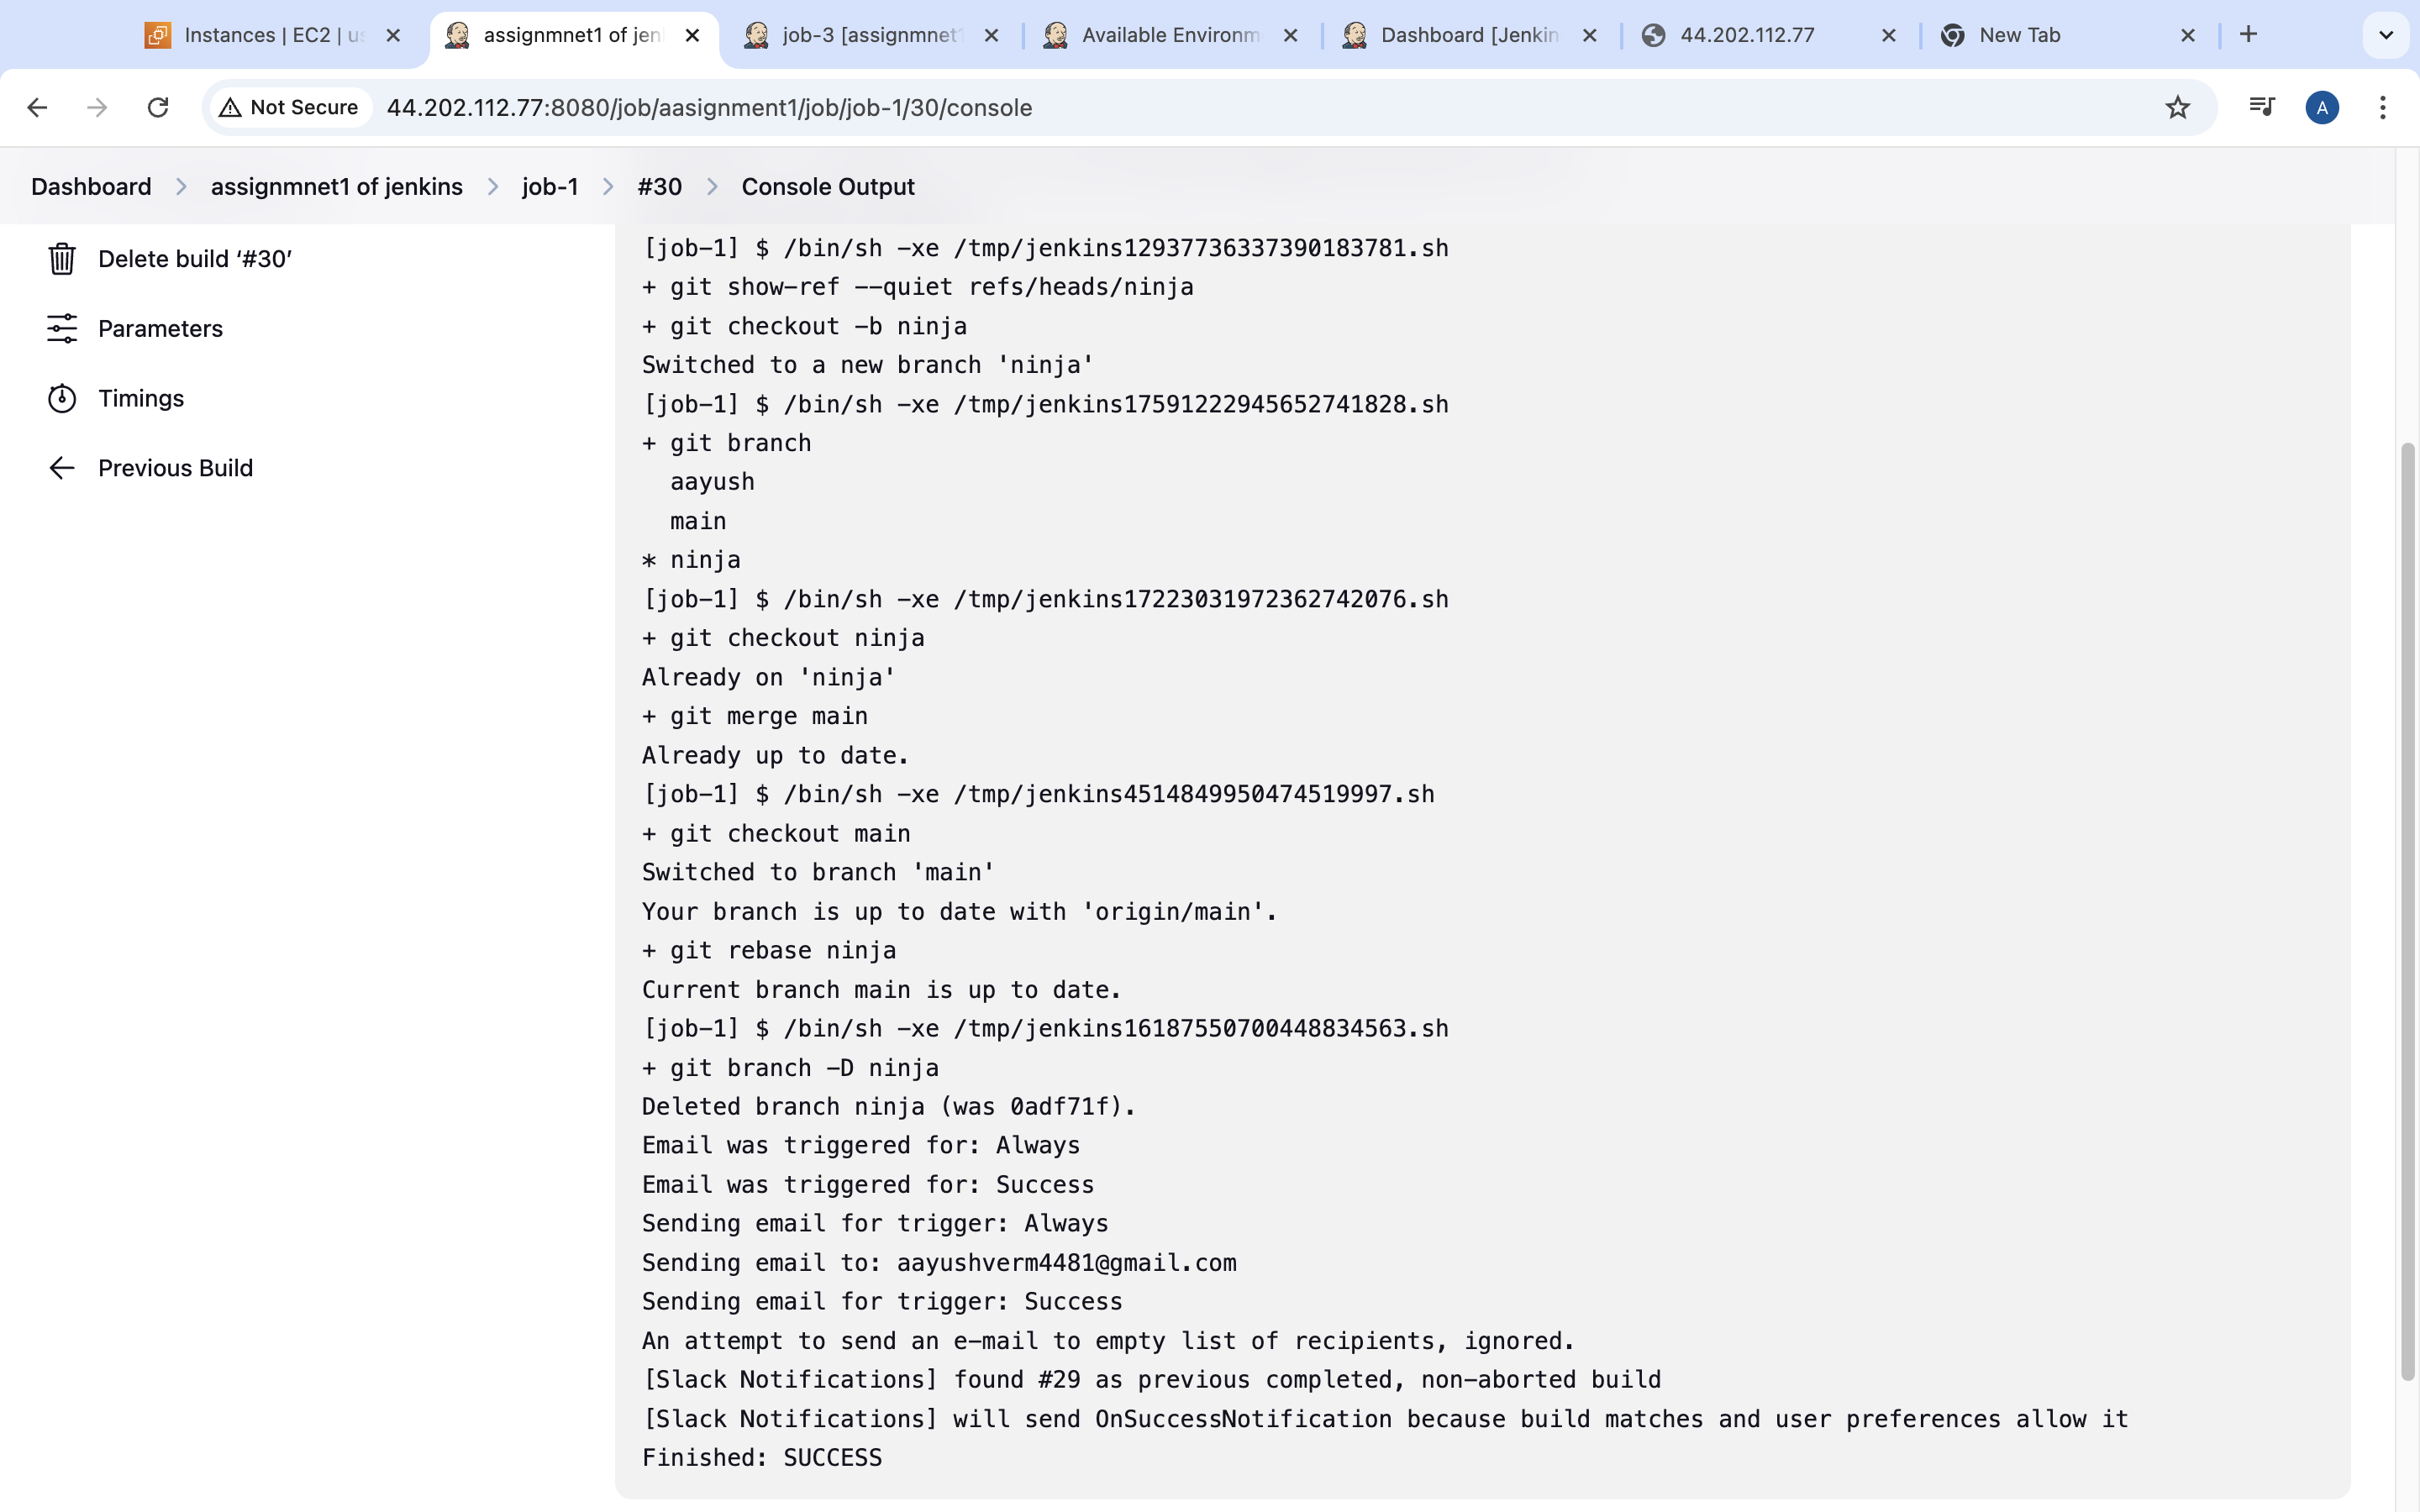 Instances | EC2 | us
assignmnet1 of jen
job-3 [assignmnet1
Available Environm
Dashboard [Jenkin
44.202.112.77
New Tab
Not Secure
44.202.112.77:8080/job/aasignment1/job/job-1/30/console
A
Dashboard > assignmnet1 of jenkins > job-1 > #30 > Console Output
Delete build ‘#30’
Parameters
Timings
Previous Build
[job-1] $ /bin/sh -xe /tmp/jenkins12937736337390183781.sh
+ git show-ref --quiet refs/heads/ninja
+ git checkout -b ninja
Switched to a new branch 'ninja'
[job-1] $ /bin/sh -xe /tmp/jenkins17591222945652741828.sh
+ git branch
  aayush
  main
* ninja
[job-1] $ /bin/sh -xe /tmp/jenkins17223031972362742076.sh
+ git checkout ninja
Already on 'ninja'
+ git merge main
Already up to date.
[job-1] $ /bin/sh -xe /tmp/jenkins4514849950474519997.sh
+ git checkout main
Switched to branch 'main'
Your branch is up to date with 'origin/main'.
+ git rebase ninja
Current branch main is up to date.
[job-1] $ /bin/sh -xe /tmp/jenkins16187550700448834563.sh
+ git branch -D ninja
Deleted branch ninja (was 0adf71f).
Email was triggered for: Always
Email was triggered for: Success
Sending email for trigger: Always
Sending email to: aayushverm4481@gmail.com
Sending email for trigger: Success
An attempt to send an e-mail to empty list of recipients, ignored.
[Slack Notifications] found #29 as previous completed, non-aborted build
[Slack Notifications] will send OnSuccessNotification because build matches and user preferences allow it
Finished: SUCCESS